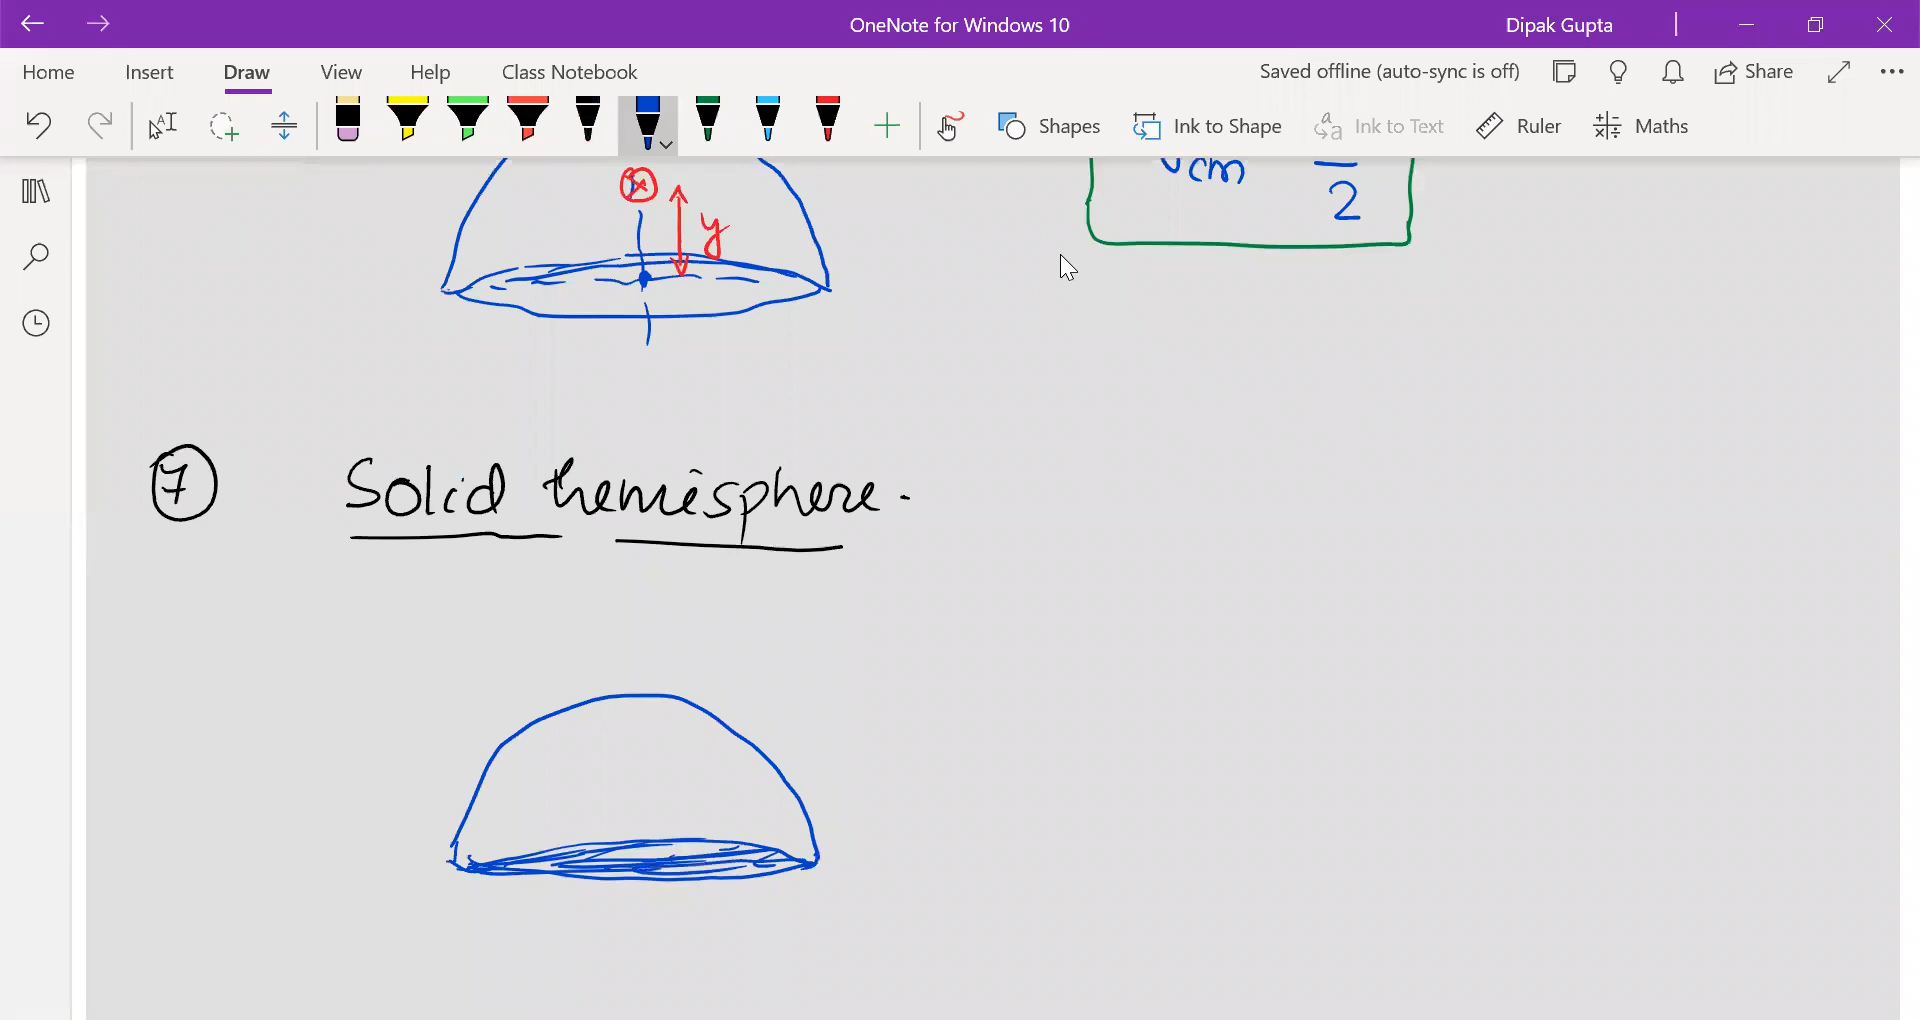 OneNote for Windows 10
Dipak Gupta
Home Insert Draw View Help Class Notebook
Saved offline (auto-sync is off)
Share
Shapes
Ink to Shape
Ink to Text
Ruler
Maths
y
cm
2
7
Solid hemisphere.